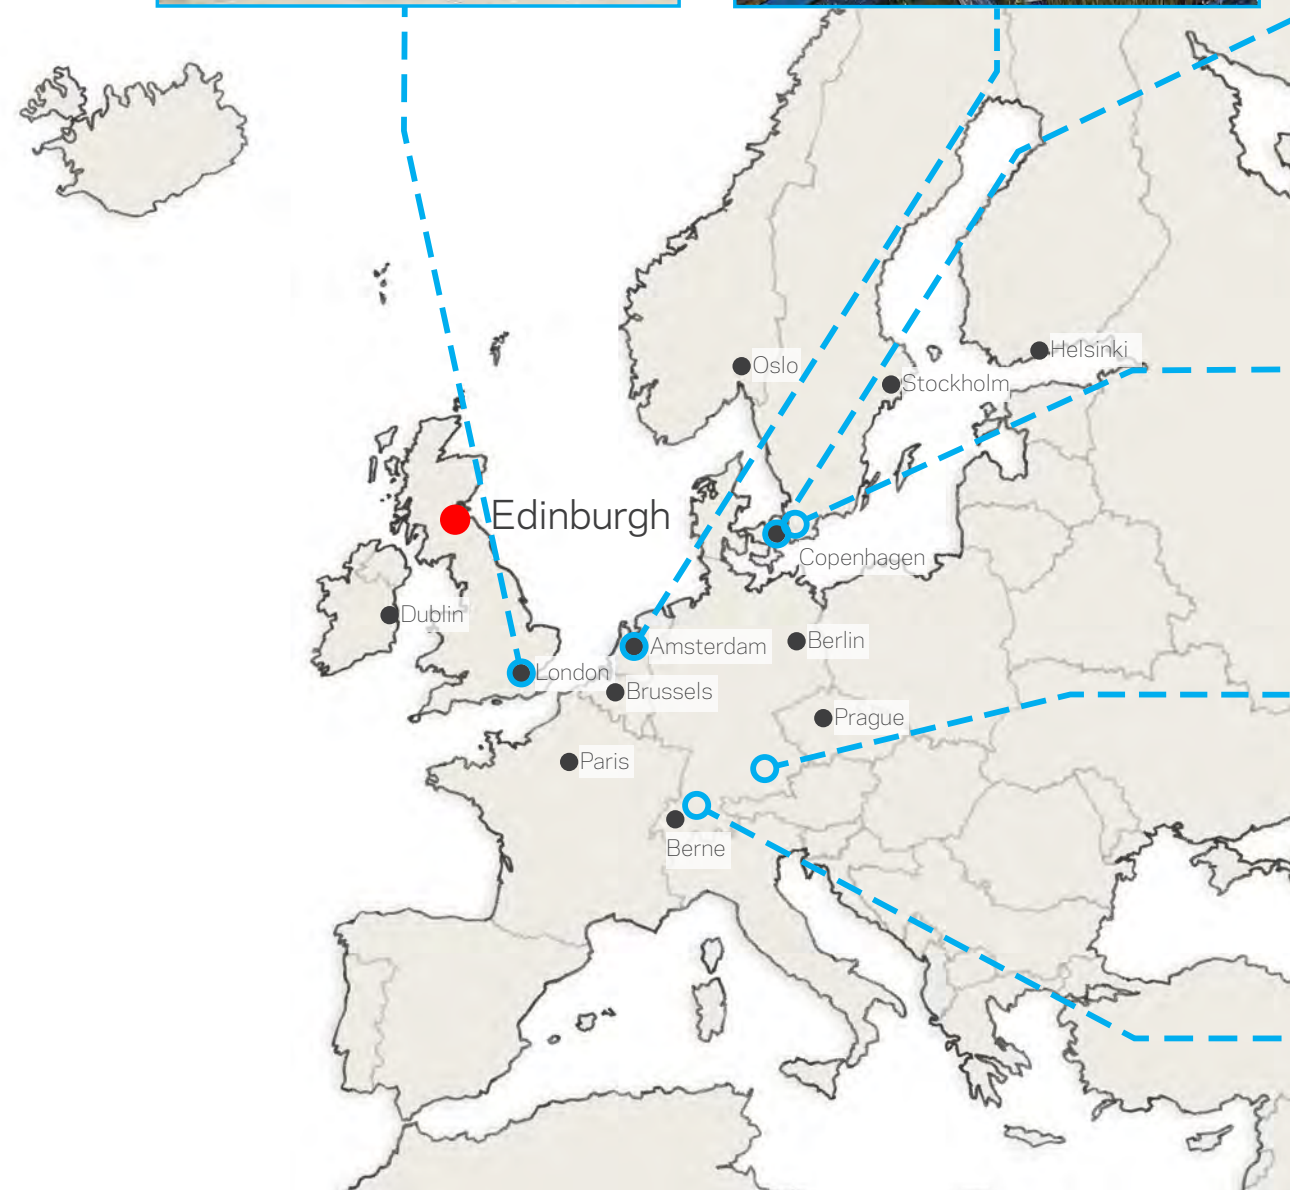 Helsinki
Oslo
Stockholm
Edinburgh
Copenhagen
Dublin
Berlin
Amsterdam
London
Brussels
Prague
Paris
Berne